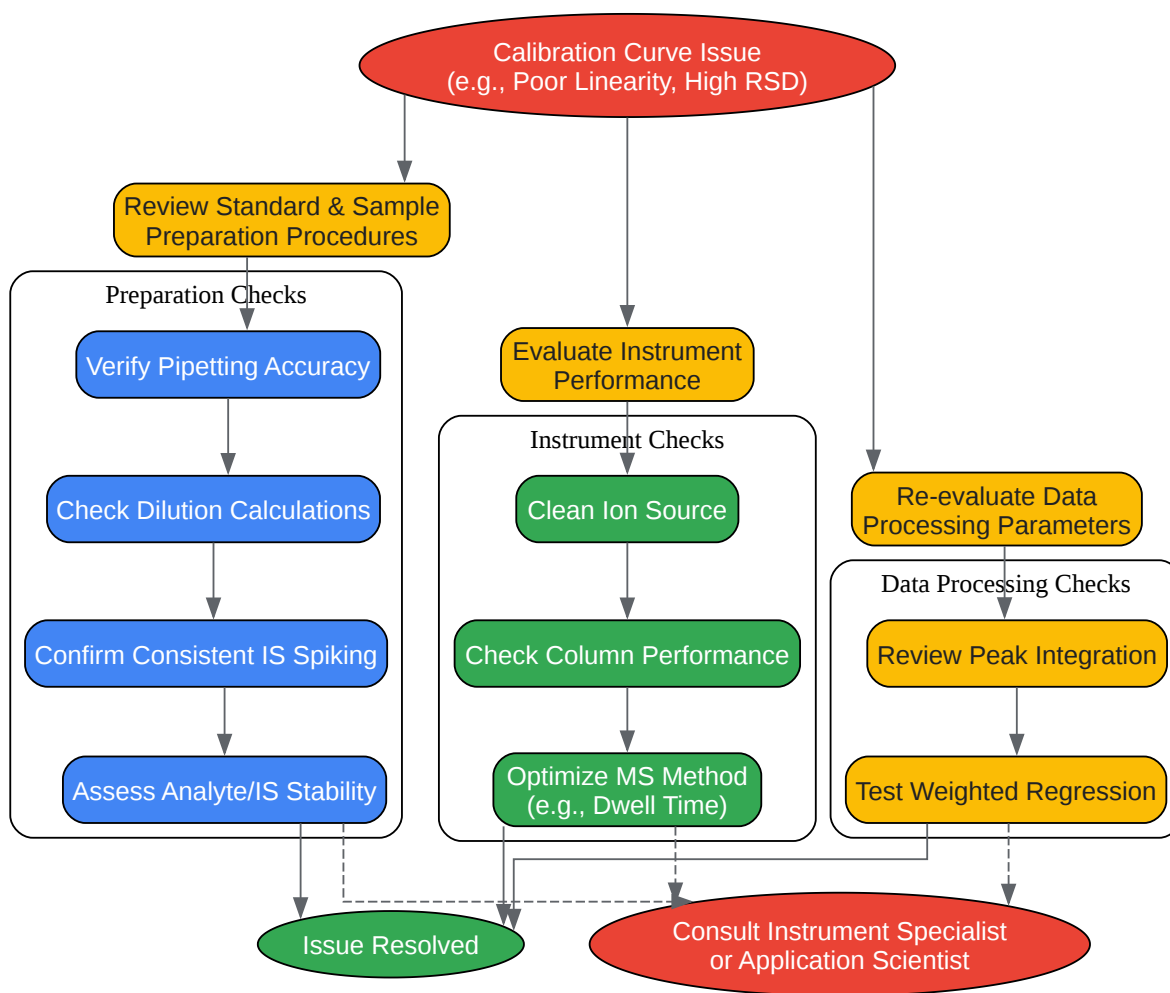 Calibration Curve Issue
(e.g., Poor Linearity, High RSD)
Review Standard & Sample
Preparation Procedures
Preparation Checks
Verify Pipetting Accuracy
Check Dilution Calculations
Confirm Consistent IS Spiking
Assess Analyte/IS Stability
Evaluate Instrument
Performance
Instrument Checks
Clean Ion Source
Check Column Performance
Optimize MS Method
(e.g., Dwell Time)
Re-evaluate Data
Processing Parameters
Data Processing Checks
Review Peak Integration
Test Weighted Regression
Issue Resolved
Consult Instrument Specialist
or Application Scientist